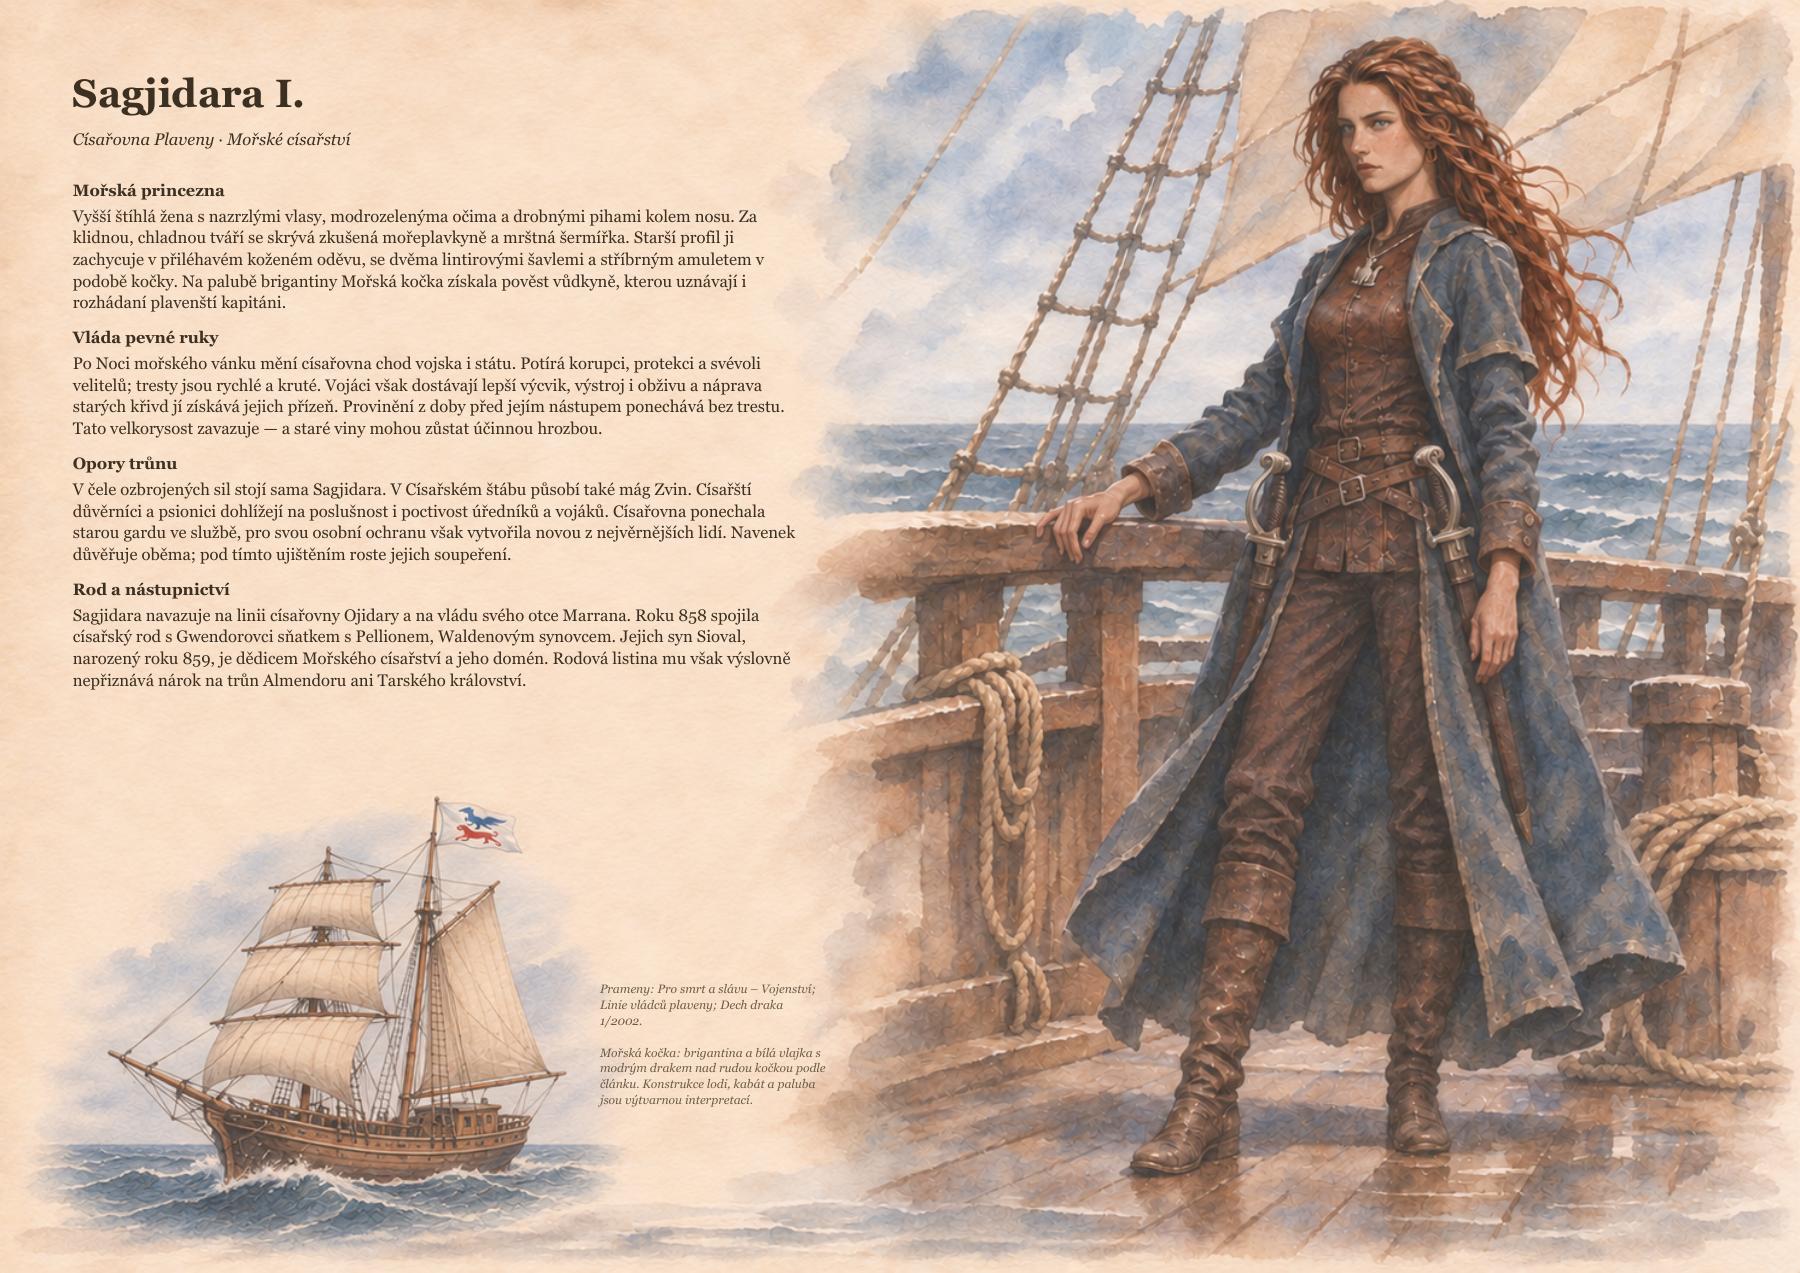 Sagjidara I.
Císařovna Plaveny · Mořské císařství
Mořská princezna
Vyšší štíhlá žena s nazrzlými vlasy, modrozelenýma očima a drobnými pihami kolem nosu. Za
klidnou, chladnou tváří se skrývá zkušená mořeplavkyně a mrštná šermířka. Starší profil ji
zachycuje v přiléhavém koženém oděvu, se dvěma lintirovými šavlemi a stříbrným amuletem v
podobě kočky. Na palubě brigantiny Mořská kočka získala pověst vůdkyně, kterou uznávají i
rozhádaní plavenští kapitáni.
Vláda pevné ruky
Po Noci mořského vánku mění císařovna chod vojska i státu. Potírá korupci, protekci a svévoli
velitelů; tresty jsou rychlé a kruté. Vojáci však dostávají lepší výcvik, výstroj i obživu a náprava
starých křivd jí získává jejich přízeň. Provinění z doby před jejím nástupem ponechává bez trestu.
Tato velkorysost zavazuje — a staré viny mohou zůstat účinnou hrozbou.
Opory trůnu
V čele ozbrojených sil stojí sama Sagjidara. V Císařském štábu působí také mág Zvin. Císařští
důvěrníci a psionici dohlížejí na poslušnost i poctivost úředníků a vojáků. Císařovna ponechala
starou gardu ve službě, pro svou osobní ochranu však vytvořila novou z nejvěrnějších lidí. Navenek
důvěřuje oběma; pod tímto ujištěním roste jejich soupeření.
Rod a nástupnictví
Sagjidara navazuje na linii císařovny Ojidary a na vládu svého otce Marrana. Roku 858 spojila
císařský rod s Gwendorovci sňatkem s Pellionem, Waldenovým synovcem. Jejich syn Sioval,
narozený roku 859, je dědicem Mořského císařství a jeho domén. Rodová listina mu však výslovně
nepřiznává nárok na trůn Almendoru ani Tarského království.
Prameny: Pro smrt a slávu – Vojenství;
Linie vládců plaveny; Dech draka
1/2002.
Mořská kočka: brigantina a bílá vlajka s
modrým drakem nad rudou kočkou podle
článku. Konstrukce lodi, kabát a paluba
jsou výtvarnou interpretací.